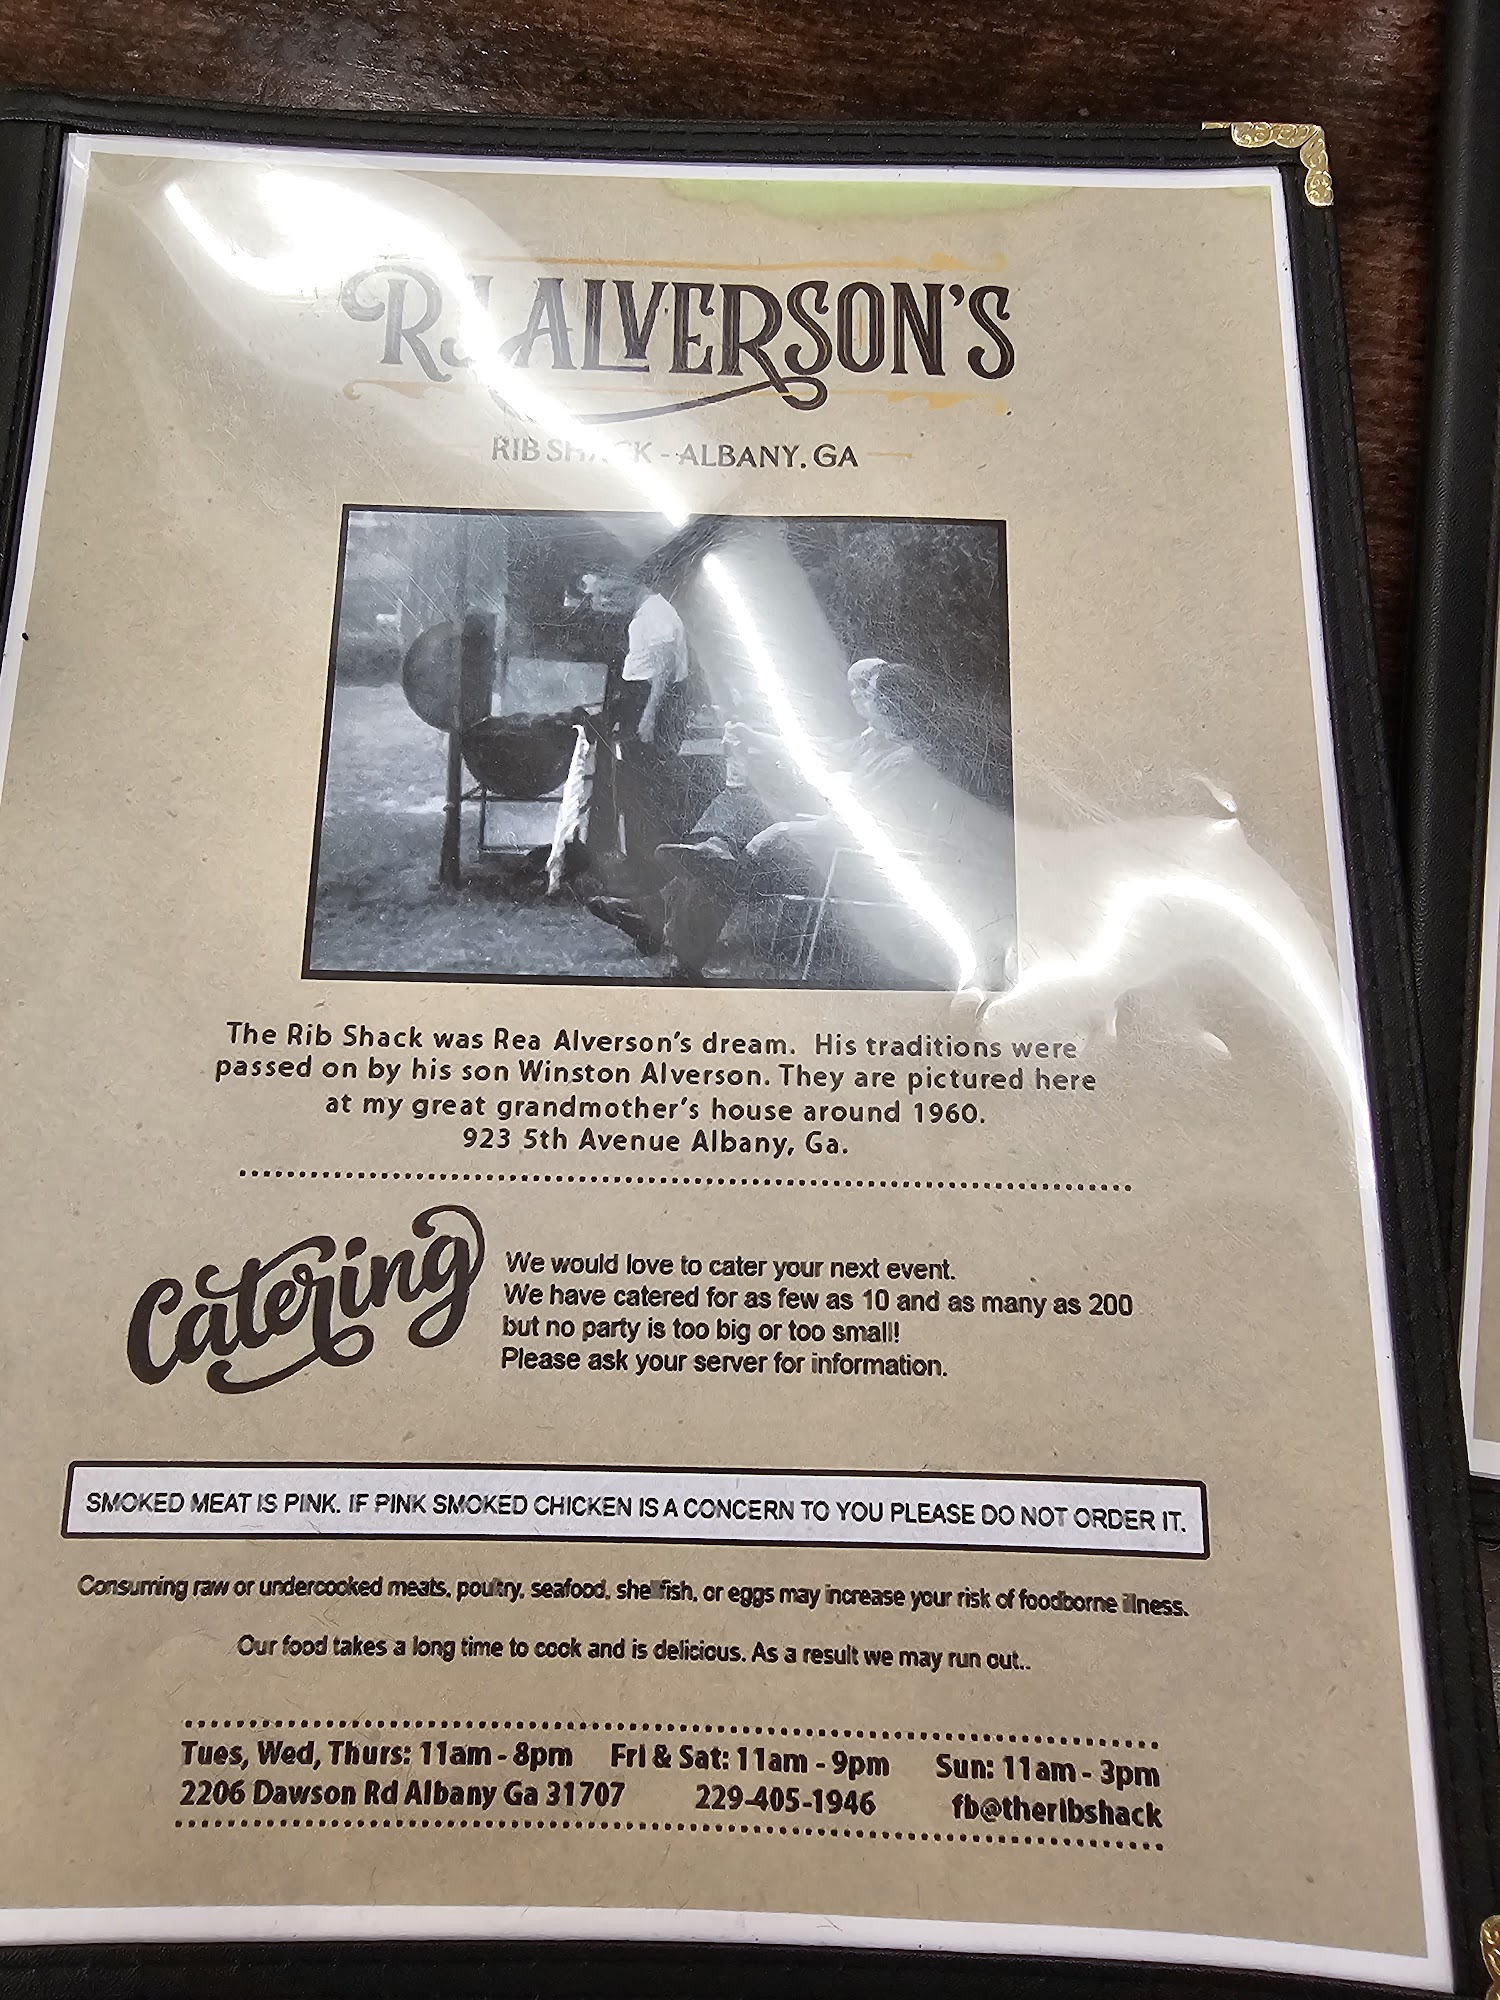 RJ ALVERSON'S
RIB SHACK - ALBANY, GA
The Rib Shack was Rea Alverson's dream. His traditions were
passed on by his son Winston Alverson. They are pictured here
at my great grandmother's house around 1960.
923 5th Avenue Albany, Ga.
Catering
We would love to cater your next event.
We have catered for as few as 10 and as many as 200
but no party is too big or too small!
Please ask your server for information.
SMOKED MEAT IS PINK. IF PINK SMOKED CHICKEN IS A CONCERN TO YOU PLEASE DO NOT ORDER IT.
Consuming raw or undercooked meats, poultry, seafood, shellfish, or eggs may increase your risk of foodborne illness.
Our food takes a long time to cook and is delicious. As a result we may run out..
Tues, Wed, Thurs: 11am - 8pm Fri & Sat: 11am - 9pm Sun: 11am - 3pm
2206 Dawson Rd Albany Ga 31707 229-405-1946 fb@theribshack